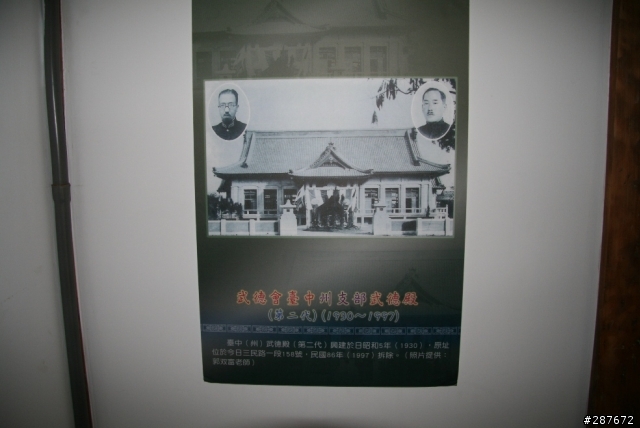 武德會臺中州支部武德殿
(第二代)(1930～1997)
臺中（州）武德殿（第二代）興建於日昭和5年（1930），原址
位於今日三民路一段158號，民國86年（1997）拆除。（照片提供：
老師）
#287672